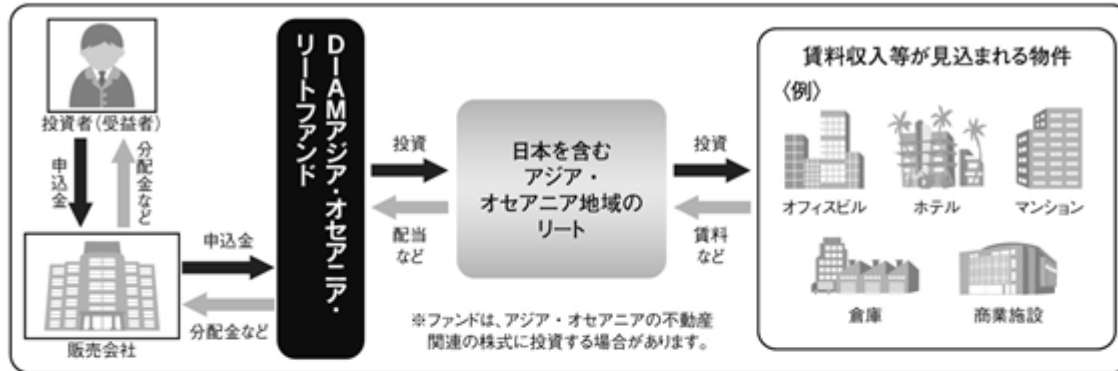 投資者(受益者)
申込金
分配金など
販売会社
申込金
分配金など
DIAMアジア・オセアニア・
リートファンド
投資
配当
など
日本を含む
アジア・
オセアニア地域の
リート
投資
賃料
など
※ファンドは、アジア・オセアニアの不動産
関連の株式に投資する場合があります。
賃料収入等が見込まれる物件
〈例〉
オフィスビル
ホテル
マンション
倉庫
商業施設